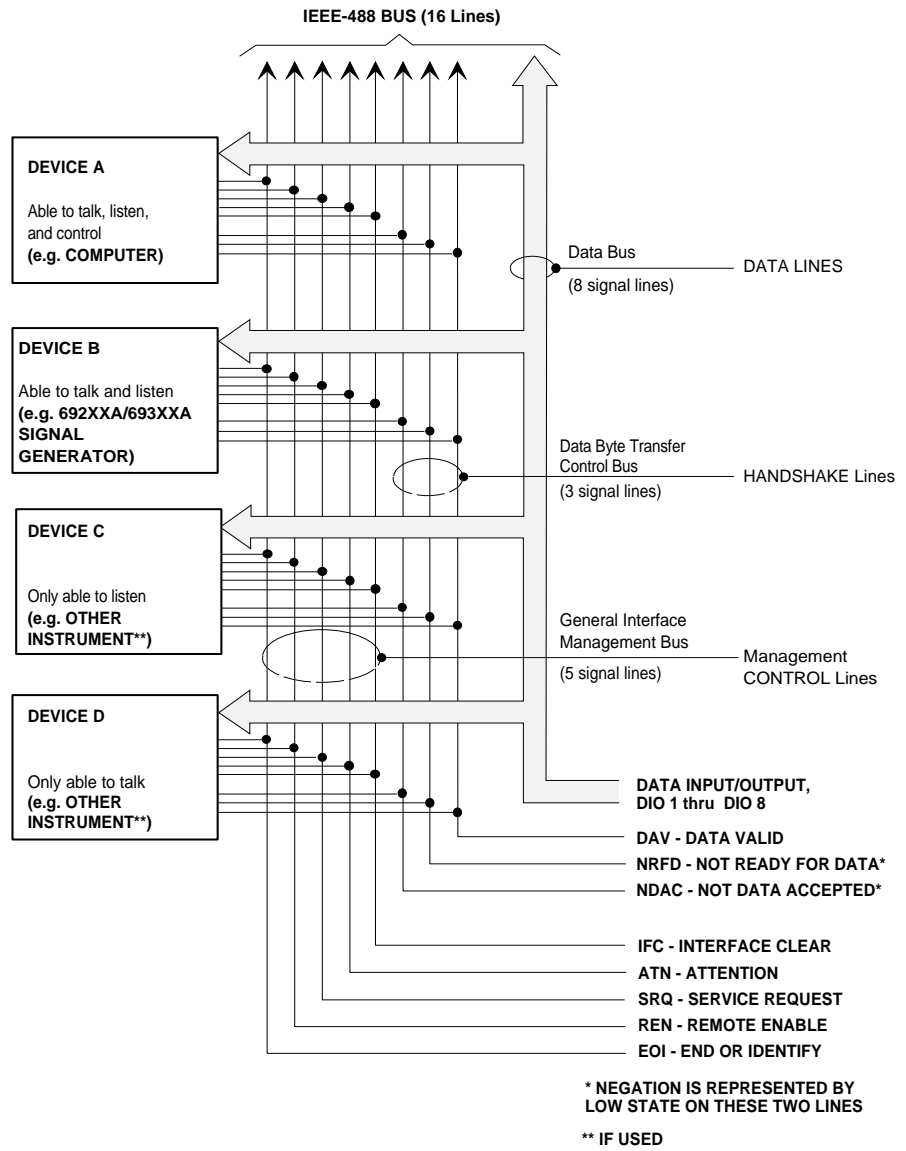 IEEE-488 BUS (16 Lines)
DEVICE A
Able to talk, listen,
and control
(e.g. COMPUTER)
Data Bus
(8 signal lines)
DATA LINES
DEVICE B
Able to talk and listen
(e.g. 692XXA/693XXA
SIGNAL
GENERATOR)
Data Byte Transfer
Control Bus
(3 signal lines)
HANDSHAKE Lines
DEVICE C
Only able to listen
(e.g. OTHER
INSTRUMENT**)
General Interface
Management Bus
(5 signal lines)
Management
CONTROL Lines
DEVICE D
Only able to talk
(e.g. OTHER
INSTRUMENT**)
DATA INPUT/OUTPUT,
DIO 1 thru DIO 8
DAV - DATA VALID
NRFD - NOT READY FOR DATA*
NDAC - NOT DATA ACCEPTED*
IFC - INTERFACE CLEAR
ATN - ATTENTION
SRQ - SERVICE REQUEST
REN - REMOTE ENABLE
EOI - END OR IDENTIFY
* NEGATION IS REPRESENTED BY
LOW STATE ON THESE TWO LINES
** IF USED